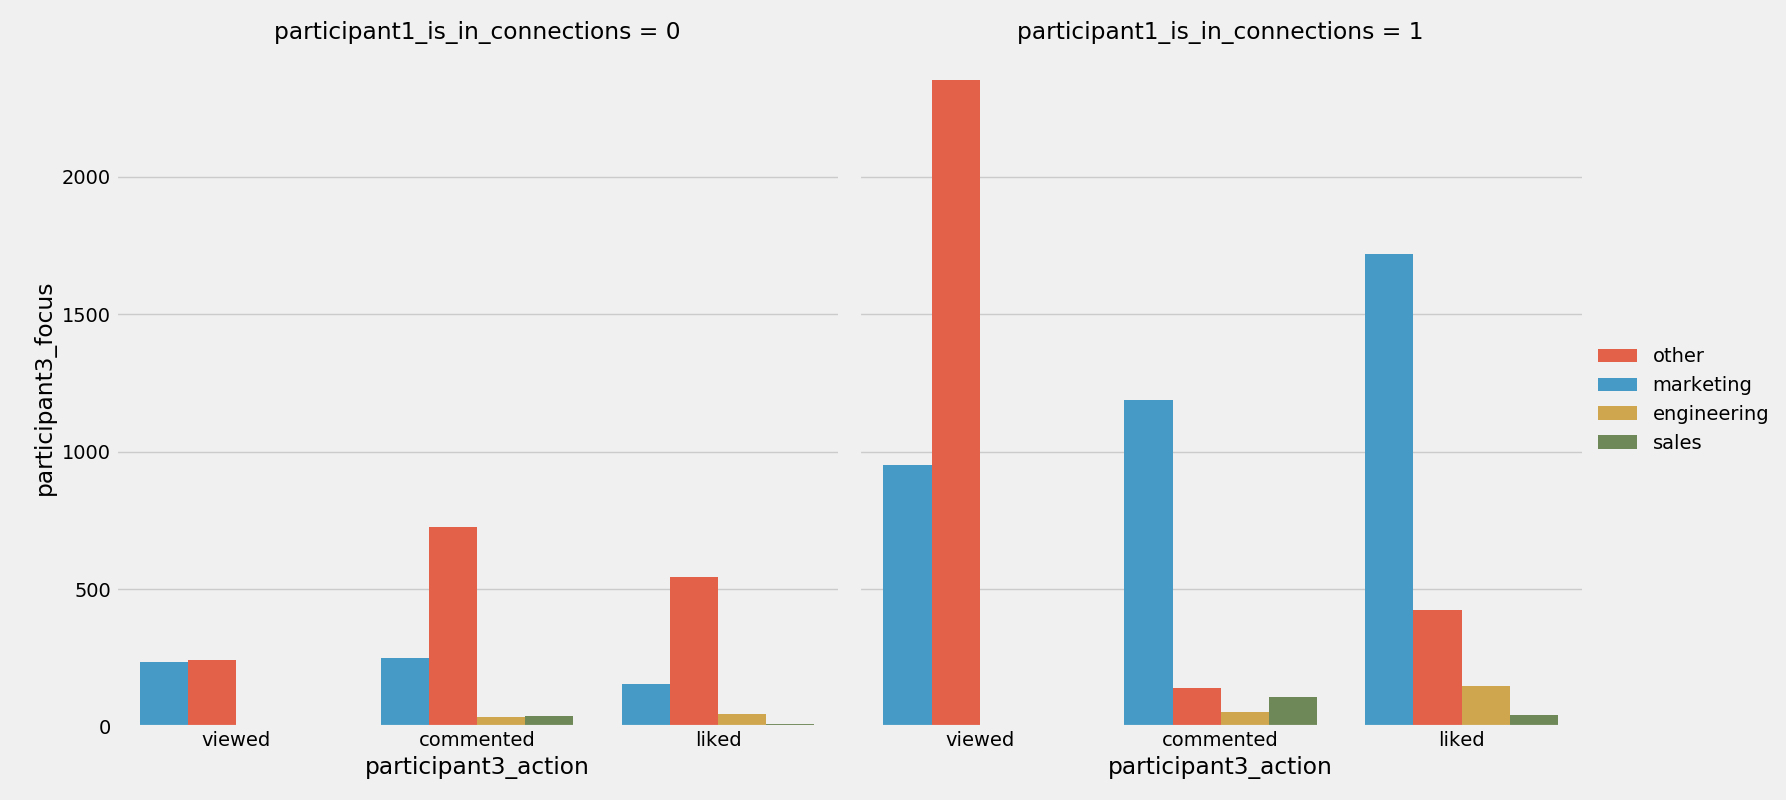 participant1_is_in_connections = 0
participant1_is_in_connections = 1
participant3_focus
2000
1500
1000
500
0
viewed
commented
liked
viewed
commented
liked
participant3_action
participant3_action
other
marketing
engineering
sales